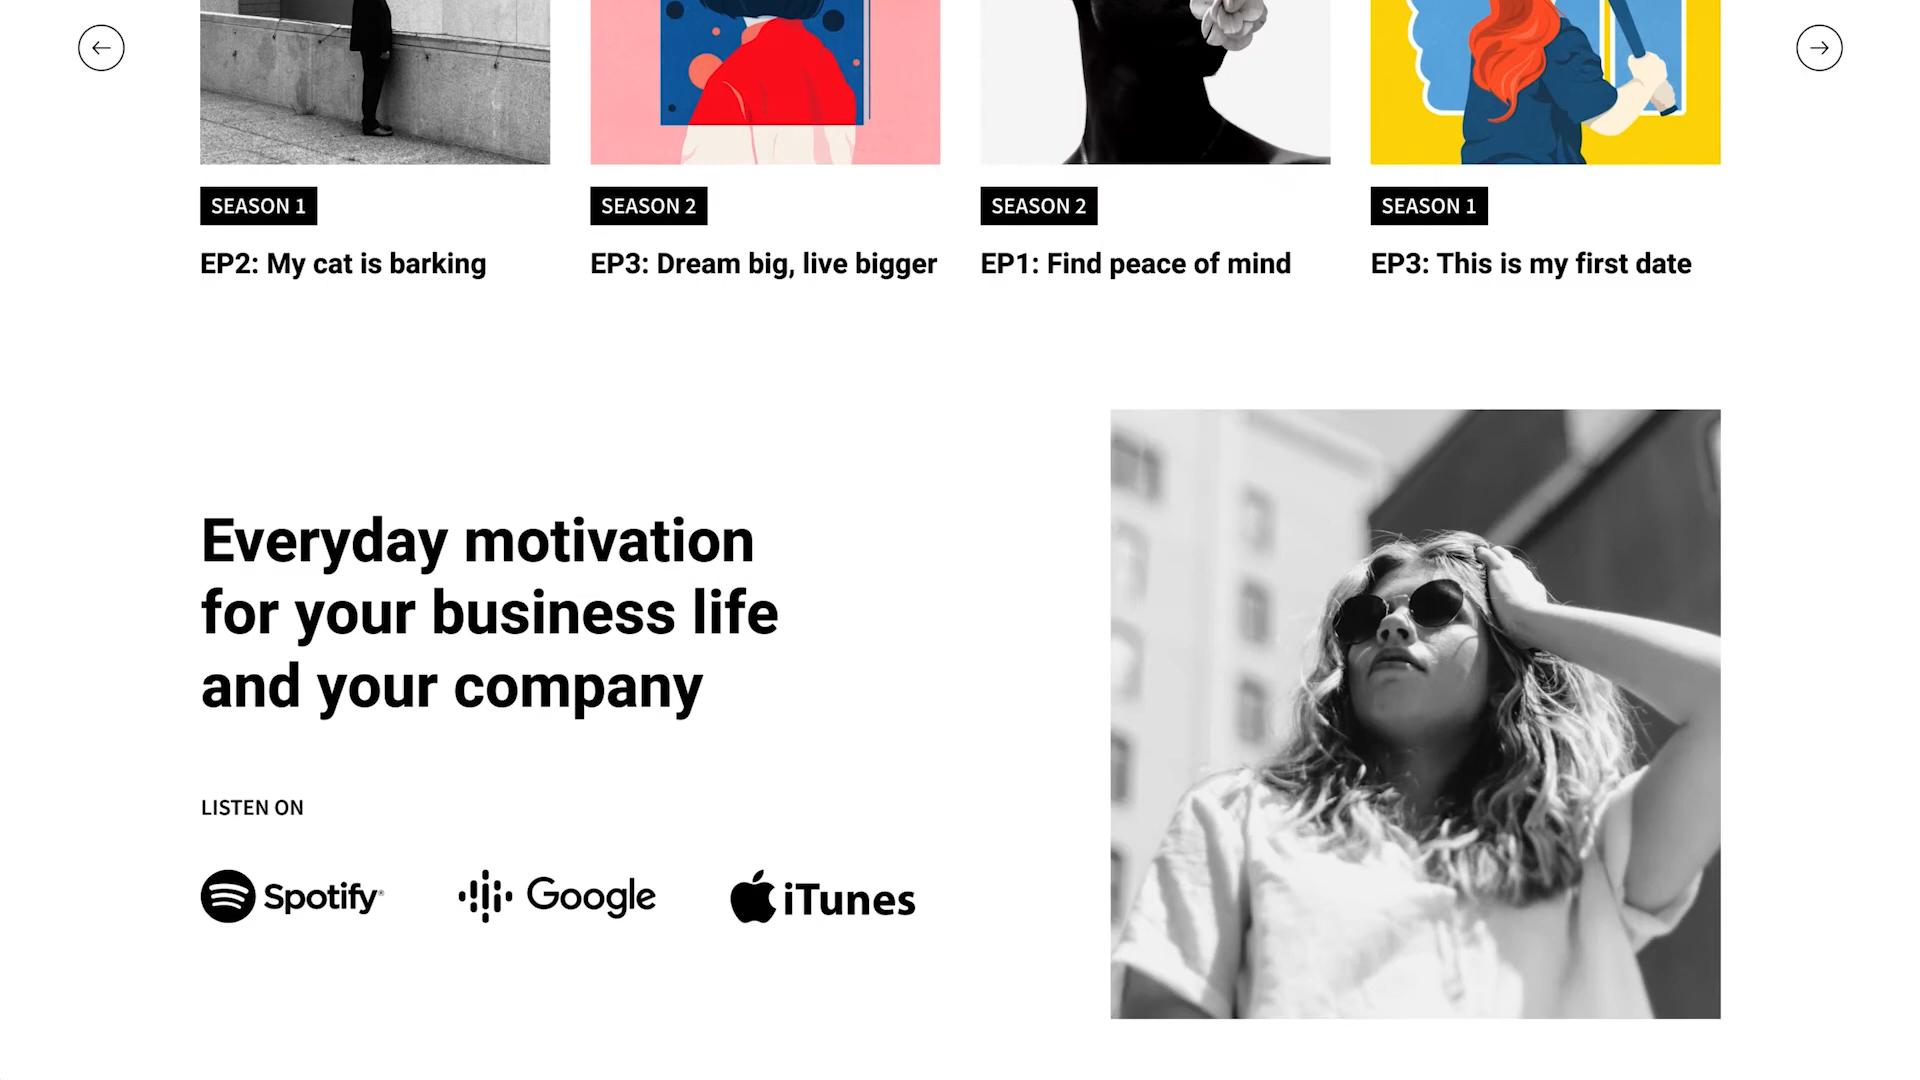 SEASON 1
EP2: My cat is barking
SEASON 2
EP3: Dream big, live bigger
SEASON 2
EP1: Find peace of mind
SEASON 1
EP3: This is my first date
Everyday motivation
for your business life
and your company
LISTEN ON
Spotify®
Google
iTunes